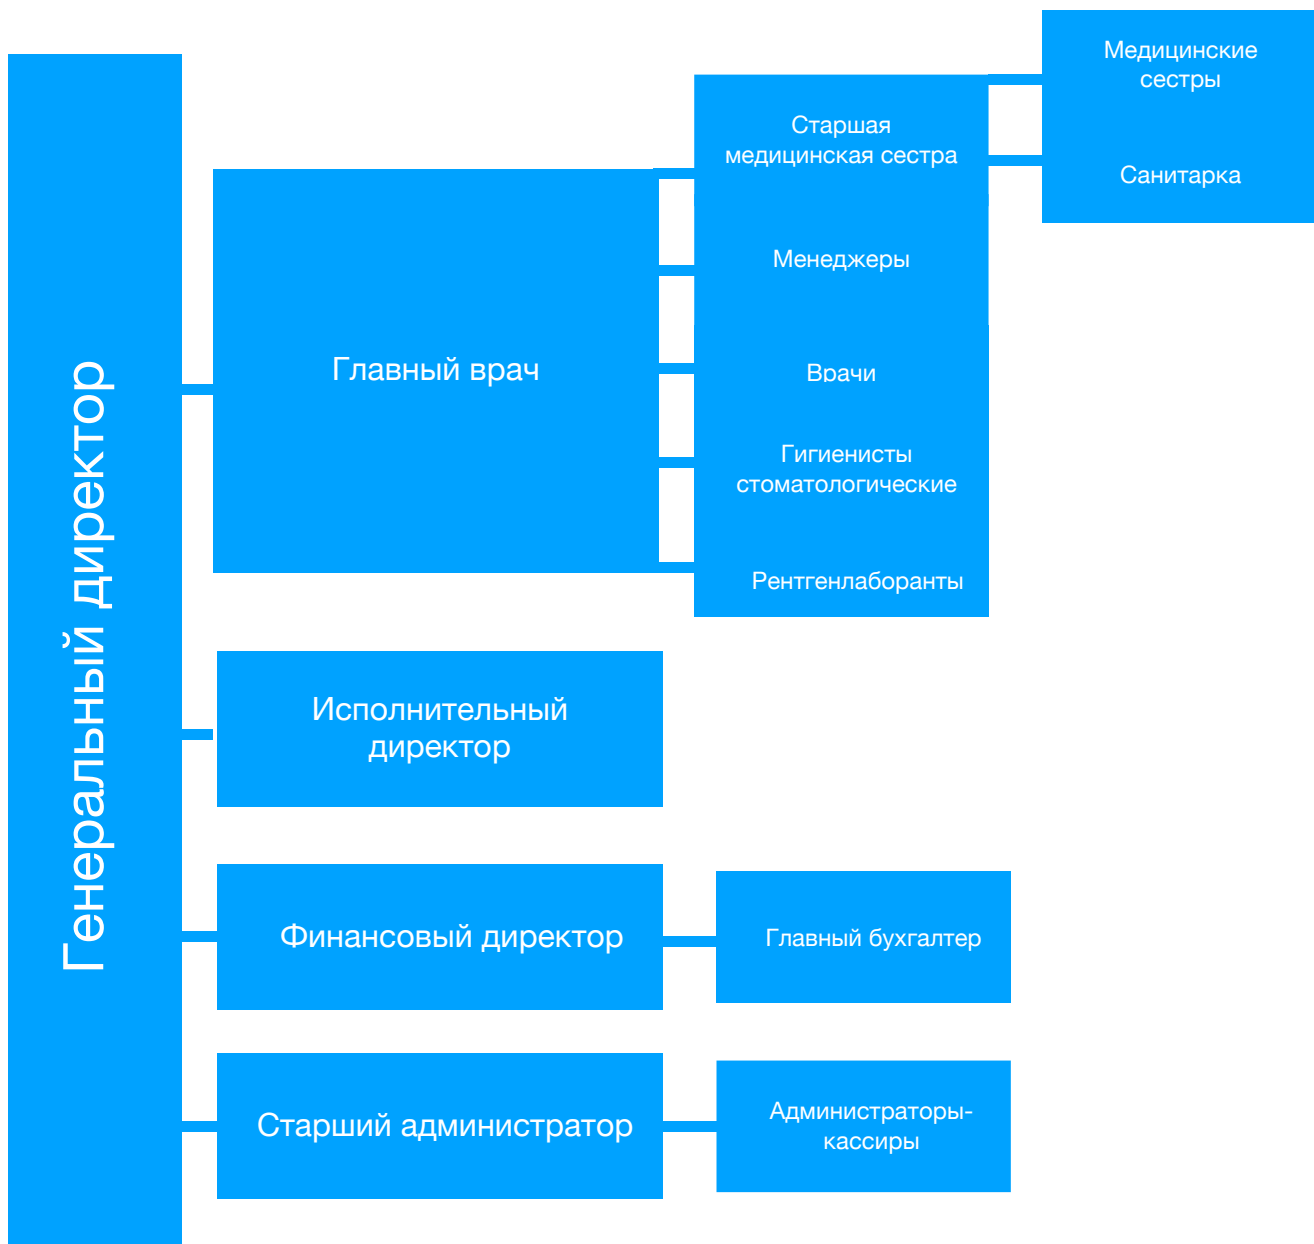 Генеральный директор
Главный врач
Старшая
медицинская сестра
Медицинские
сестры
Санитарка
Менеджеры
Врачи
Гигиенисты
стоматологические
Рентгенлаборанты
Исполнительный
директор
Финансовый директор
Главный бухгалтер
Старший администратор
Администраторы-
кассиры